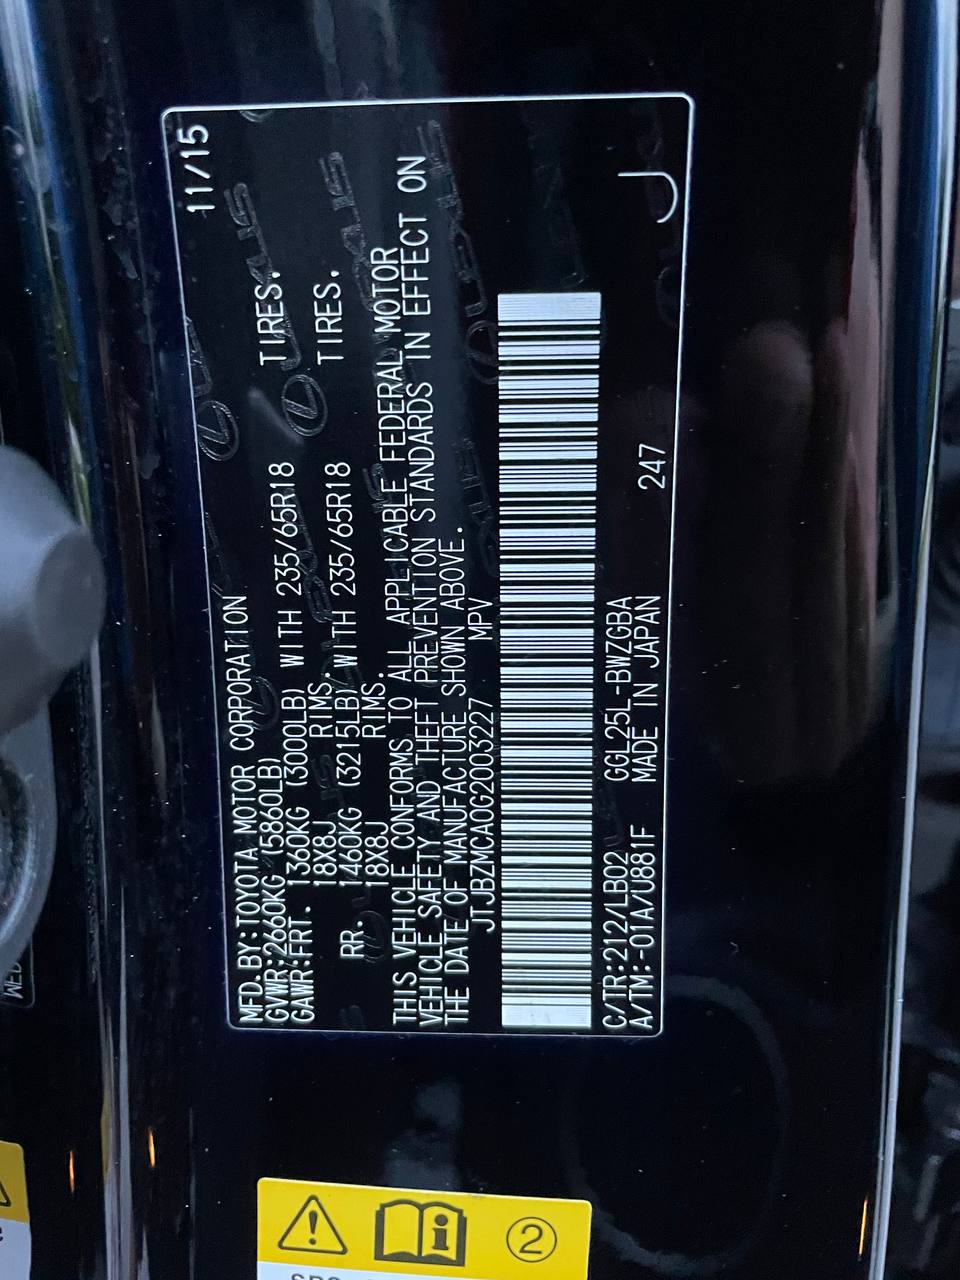 11/15
MFD.BY:TOYOTA MOTOR CORPORATION
GVWR:2660KG (5860LB)
GAWR:FRT. 1360KG (3000LB) WITH 235/65R18 TIRES.
18X8J RIMS.
RR. 1460KG (3215LB) WITH 235/65R18 TIRES.
18X8J RIMS.
THIS VEHICLE CONFORMS TO ALL APPLICABLE FEDERAL MOTOR
VEHICLE SAFETY AND THEFT PREVENTION STANDARDS IN EFFECT ON
THE DATE OF MANUFACTURE SHOWN ABOVE.
JTJBZMCA0G2003227 MPV
C/TR:212/LB02 GGL25L-BWZGBA
A/TM:-01A/U881F MADE IN JAPAN 247
J
LEXUS
2